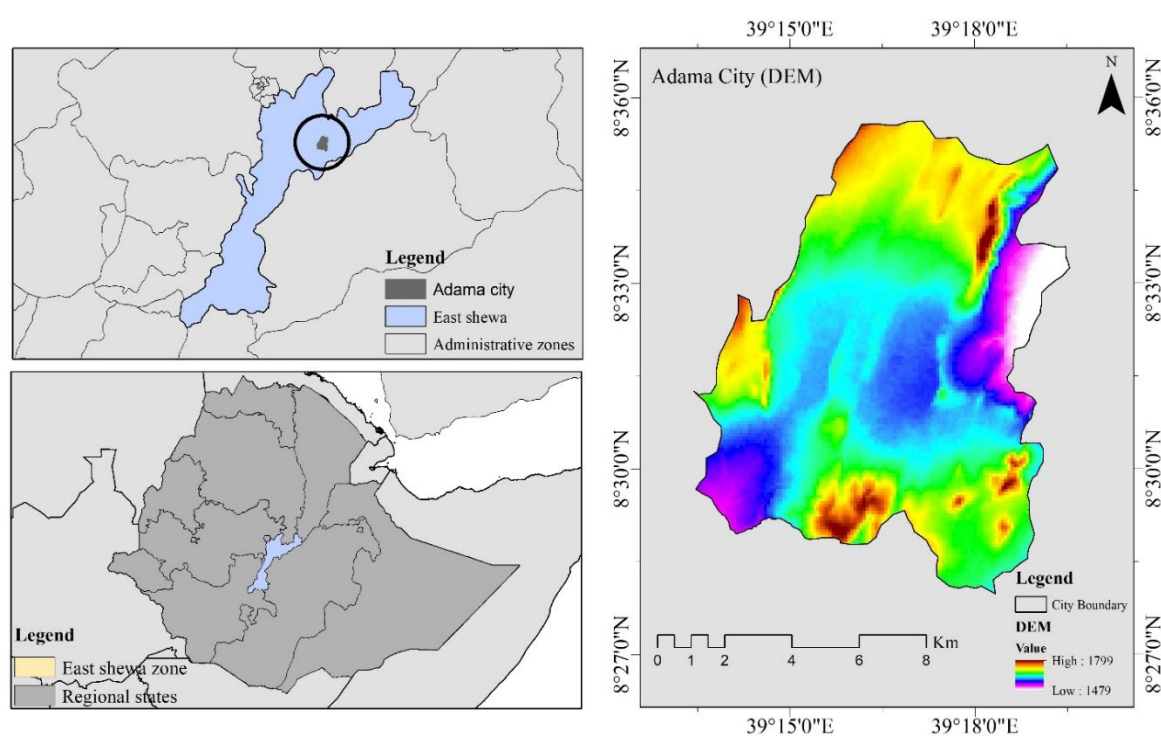 Legend
Adama city
East shewa
Administrative zones
Legend
East shewa zone
Regional states
39°15'0"E 39°18'0"E
Adama City (DEM)
N
8°36'0"N 8°36'0"N
8°33'0"N 8°33'0"N
8°30'0"N 8°30'0"N
8°27'0"N 8°27'0"N
Legend
City Boundary
DEM
Value
High : 1799
Low : 1479
Km
0 1 2 4 6 8
39°15'0"E 39°18'0"E